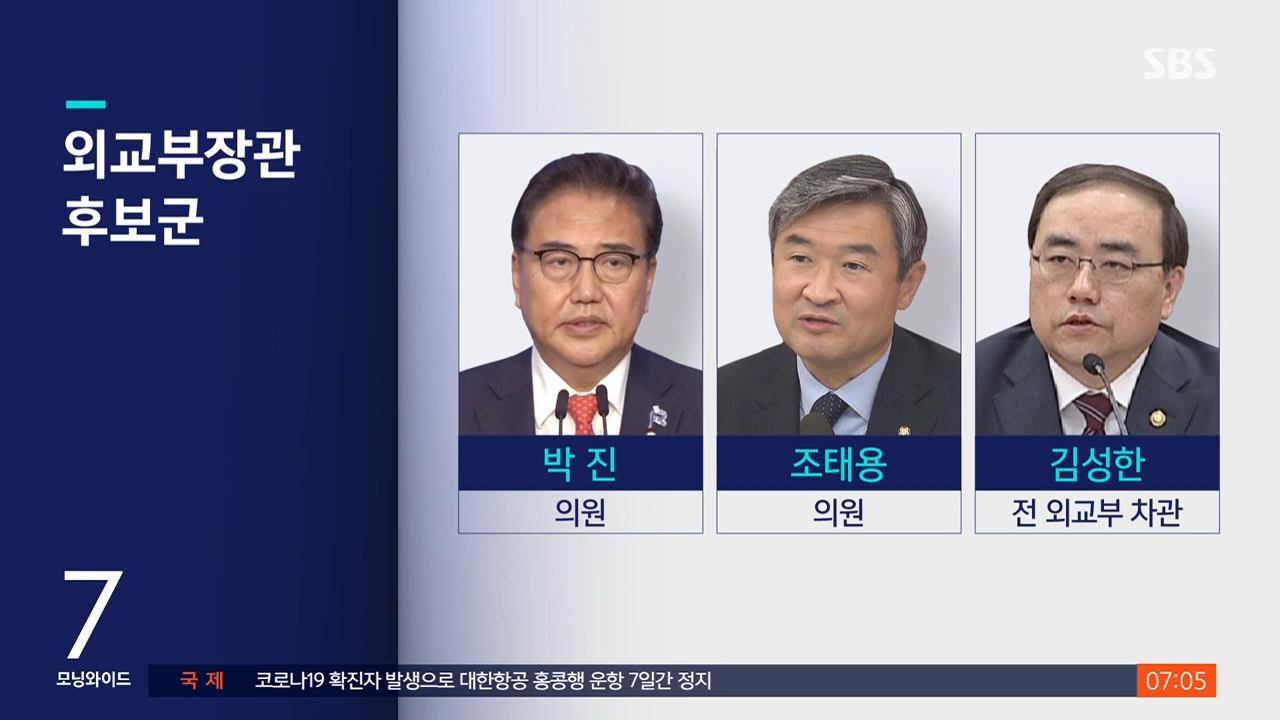 SBS
외교부장관
후보군
박 진
의원
조태용
의원
김성한
전 외교부 차관
7
모닝와이드
국 제 코로나19 확진자 발생으로 대한항공 홍콩행 운항 7일간 정지 07:05